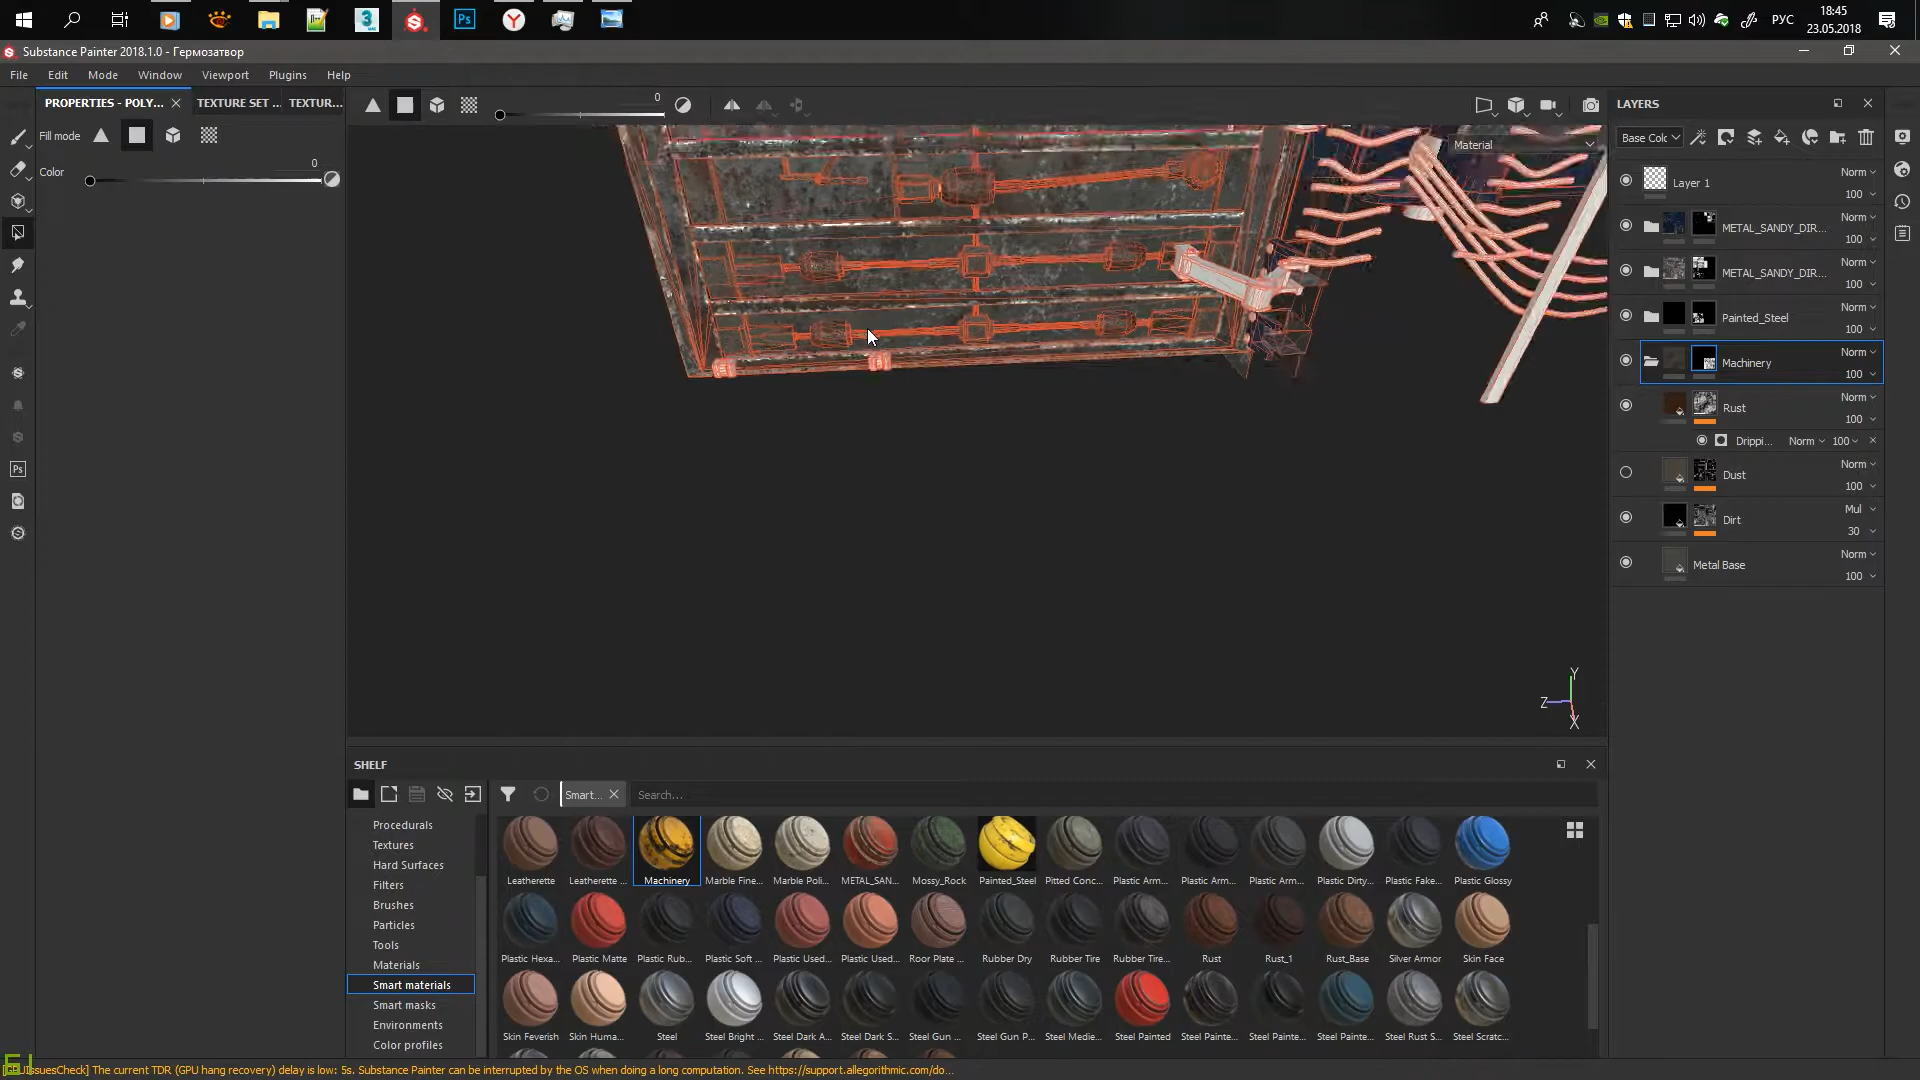 18:45
РУС
23.05.2018
Substance Painter 2018.1.0 - Гермозатвор
File Edit Mode Window Viewport Plugins Help
PROPERTIES - POLY... TEXTURE SET ... TEXTUR...
Fill mode
Color 0
0
Material
Z Y X
LAYERS
Base Colo
Layer 1 Norm 100
METAL_SANDY_DIR... Norm 100
METAL_SANDY_DIR... Norm 100
Painted_Steel Norm 100
Machinery Norm 100
Rust Norm 100
Drippi... Norm 100
Dust Norm 100
Dirt Mul 30
Metal Base Norm 100
SHELF
Smart... Search...
Procedurals
Textures
Hard Surfaces
Filters
Brushes
Particles
Tools
Materials
Smart materials
Smart masks
Environments
Color profiles
Leatherette Leatherette ... Machinery Marble Fine... Marble Poli... METAL_SAN... Mossy_Rock Painted_Steel Pitted Conc... Plastic Arm... Plastic Arm... Plastic Arm... Plastic Dirty... Plastic Fake... Plastic Glossy
Plastic Hexa... Plastic Matte Plastic Rub... Plastic Soft ... Plastic Used... Plastic Used... Roor Plate ... Rubber Dry Rubber Tire Rubber Tire... Rust Rust_1 Rust_Base Silver Armor Skin Face
Skin Feverish Skin Huma... Steel Steel Bright ... Steel Dark A... Steel Dark S... Steel Gun ... Steel Gun P... Steel Medie... Steel Painted Steel Painte... Steel Painte... Steel Painte... Steel Rust S... Steel Scratc...
The current TDR (GPU hang recovery) delay is low: 5s. Substance Painter can be interrupted by the OS when doing a long computation. See https://support.allegorithmic.com/do...